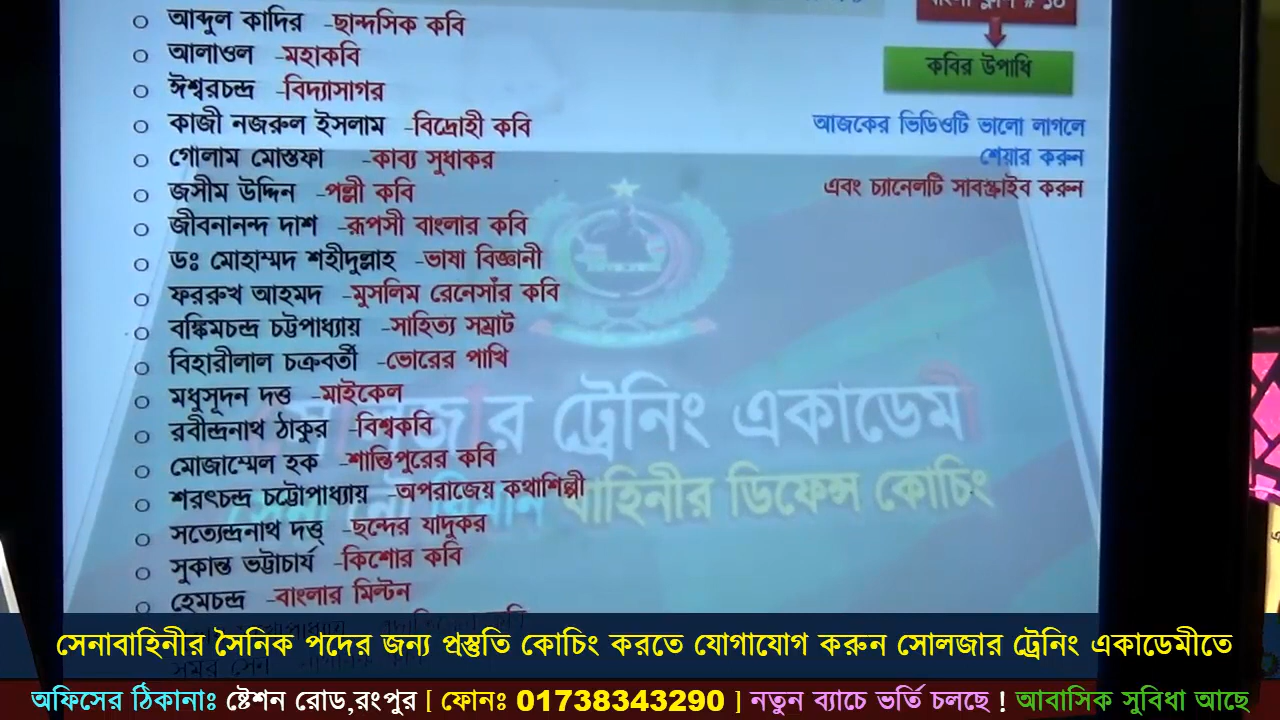 বাংলা ক্লাশ # ১০
কবির উপাধি
আজকের ভিডিওটি ভালো লাগলে
শেয়ার করুন
এবং চ্যানেলটি সাবস্ক্রাইব করুন
আব্দুল কাদির -ছান্দসিক কবি
আলাওল -মহাকবি
ঈশ্বরচন্দ্র -বিদ্যাসাগর
কাজী নজরুল ইসলাম -বিদ্রোহী কবি
গোলাম মোস্তফা -কাব্য সুধাকর
জসীম উদ্দিন -পল্লী কবি
জীবনানন্দ দাশ -রূপসী বাংলার কবি
ডঃ মোহাম্মদ শহীদুল্লাহ -ভাষা বিজ্ঞানী
ফররুখ আহমদ -মুসলিম রেনেসাঁর কবি
বঙ্কিমচন্দ্র চট্টপাধ্যায় -সাহিত্য সম্রাট
বিহারীলাল চক্রবর্তী -ভোরের পাখি
মধুসূদন দত্ত -মাইকেল
রবীন্দ্রনাথ ঠাকুর -বিশ্বকবি
মোজাম্মেল হক -শান্তিপুরের কবি
শরৎচন্দ্র চট্টোপাধ্যায় -অপরাজেয় কথাশিল্পী
সত্যেন্দ্রনাথ দত্ত্ -ছন্দের যাদুকর
সুকান্ত ভট্টাচার্য -কিশোর কবি
হেমচন্দ্র -বাংলার মিল্টন
সোলজার ট্রেনিং একাডেমী
বাহিনীর ডিফেন্স কোচিং
সমর সেন
সেনাবাহিনীর সৈনিক পদের জন্য প্রস্তুতি কোচিং করতে যোগাযোগ করুন সোলজার ট্রেনিং একাডেমীতে
অফিসের ঠিকানাঃ ষ্টেশন রোড,রংপুর [ ফোনঃ 01738343290 ] নতুন ব্যাচে ভর্তি চলছে ! আবাসিক সুবিধা আছে